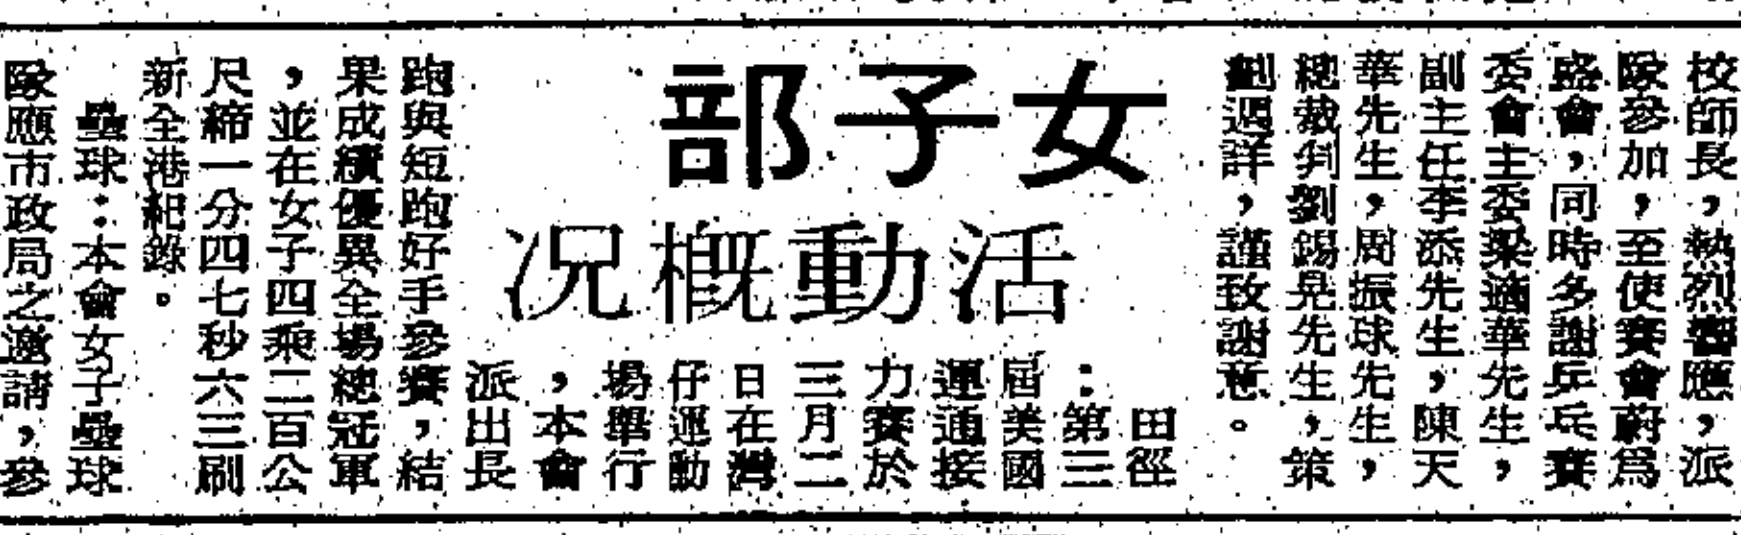 校師長，熱烈響應，派
隊參加，至使賽會蔚爲
盛會，同時多謝乒乓賽
委會主委梁適華先生，
副主任李添先生，陳天
華先生，周振球先生，
總裁判劉錫晃先生，策
劃週詳，謹致謝意。
女子部
活動概况
田徑
：第三
屆美國
運通接
力賽於
三月二
日在灣
仔運動
場舉行
，本會
派出長
跑與短跑好手參賽，結
果成績優異全場總冠軍
，並在女子四乘二百公
尺締一分四七秒六三刷
新全港紀錄。
壘球：本會女子壘球
隊應市政局之邀請，參